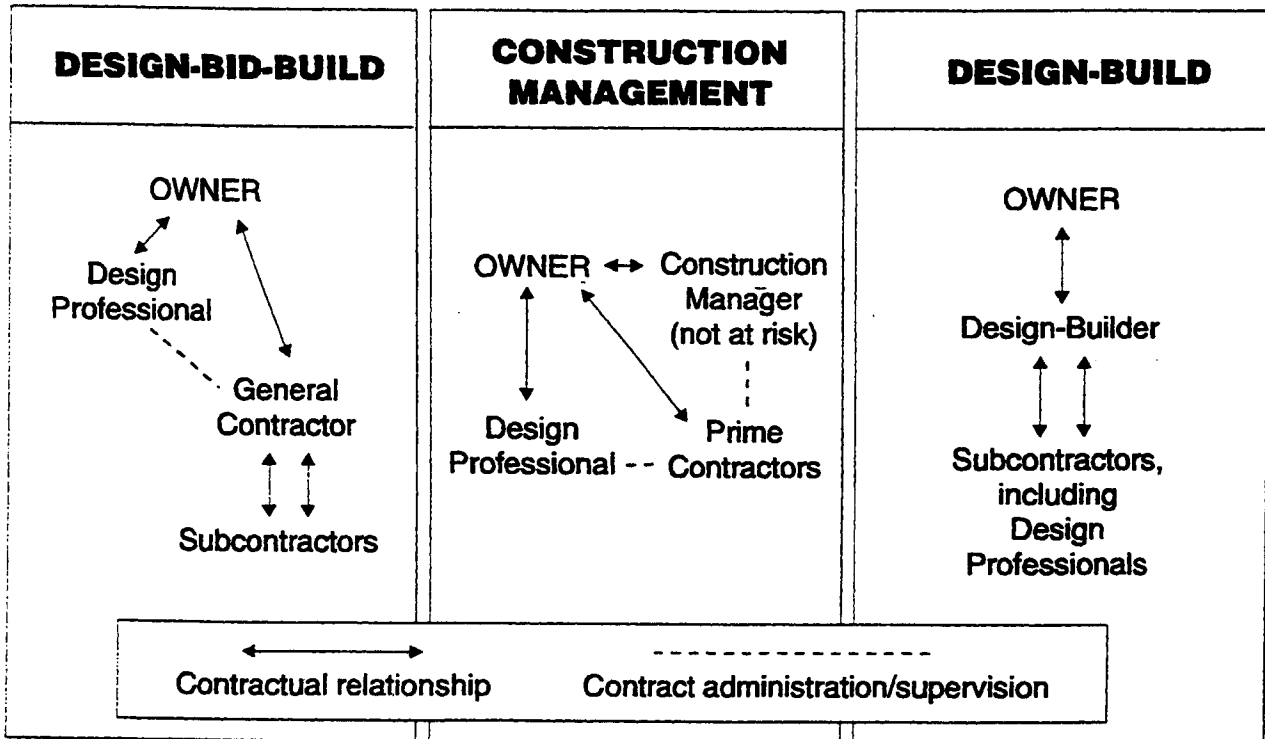 DESIGN-BID-BUILD
OWNER
Design
Professional
General
Contractor
Subcontractors
CONSTRUCTION
MANAGEMENT
OWNER
Construction
Manager
(not at risk)
Design
Professional
Prime
Contractors
DESIGN-BUILD
OWNER
Design-Builder
Subcontractors,
including
Design
Professionals
Contractual relationship
Contract administration/supervision